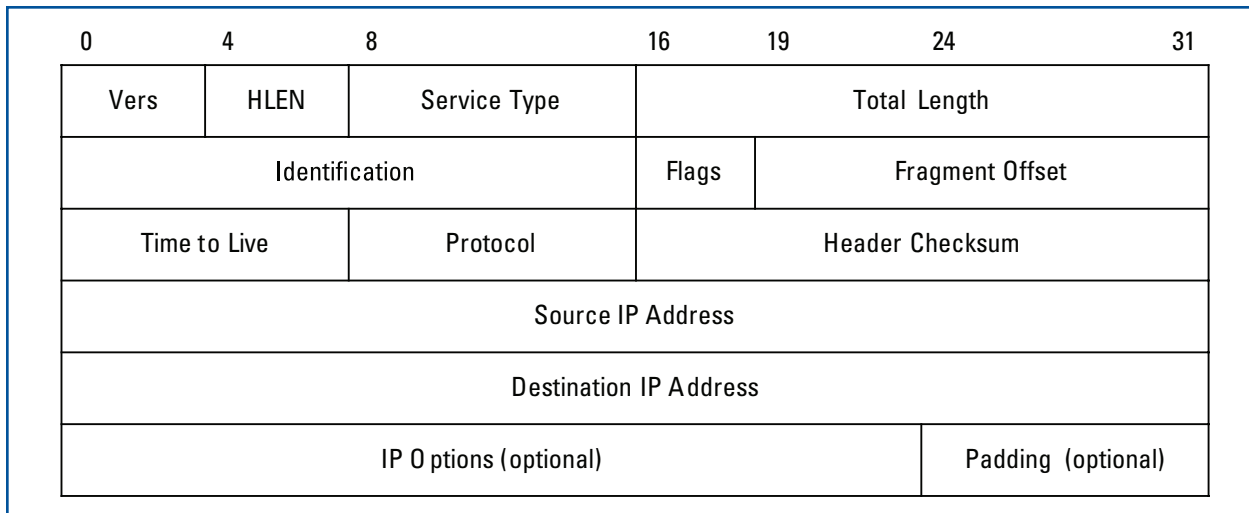 0 4 8 16 19 24 31
Vers HLEN Service Type Total Length
Identification Flags Fragment Offset
Time to Live Protocol Header Checksum
Source IP Address
Destination IP Address
IP Options (optional) Padding (optional)